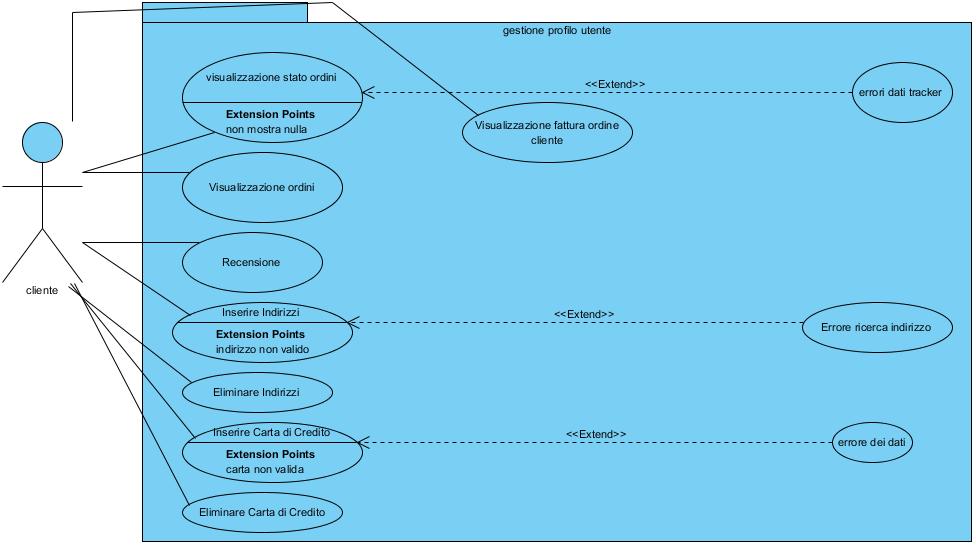 gestione profilo utente
visualizzazione stato ordini
Extension Points
non mostra nulla
<<Extend>>
errori dati tracker
Visualizzazione fattura ordine
cliente
Visualizzazione ordini
Recensione
cliente
Inserire Indirizzi
Extension Points
indirizzo non valido
<<Extend>>
Errore ricerca indirizzo
Eliminare Indirizzi
Inserire Carta di Credito
Extension Points
carta non valida
<<Extend>>
errore dei dati
Eliminare Carta di Credito